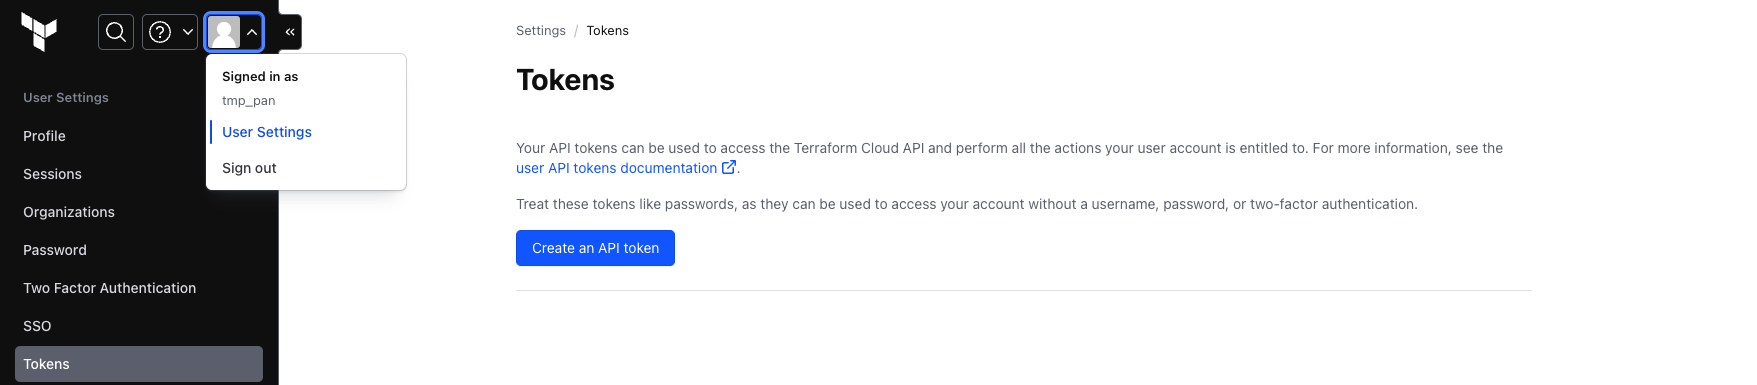 Signed in as
tmp_pan
User Settings
Sign out
User Settings
Profile
Sessions
Organizations
Password
Two Factor Authentication
SSO
Tokens
Settings / Tokens
Tokens
Your API tokens can be used to access the Terraform Cloud API and perform all the actions your user account is entitled to. For more information, see the
user API tokens documentation.
Treat these tokens like passwords, as they can be used to access your account without a username, password, or two-factor authentication.
Create an API token